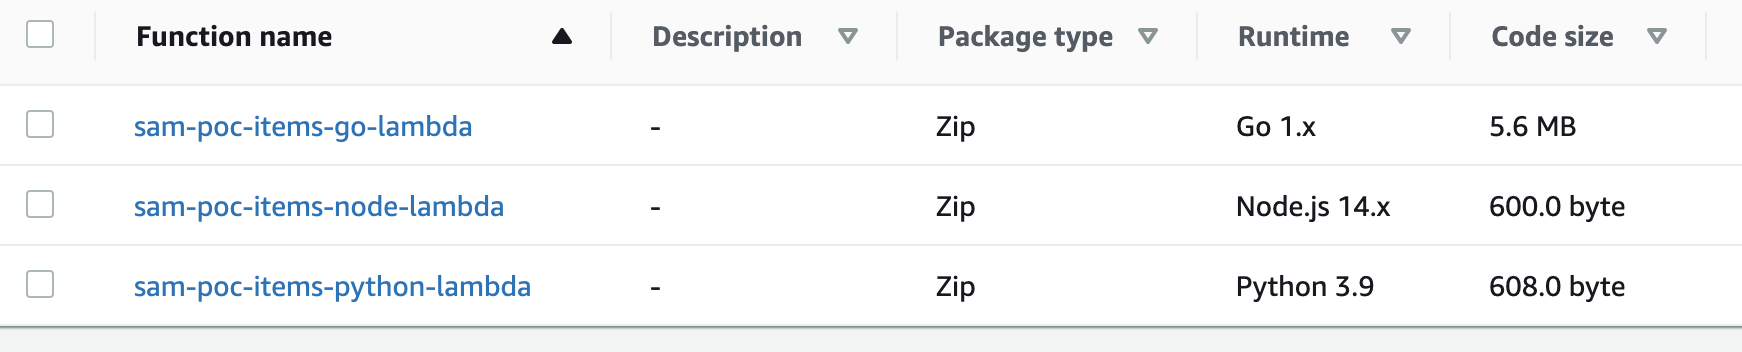 Function name Description Package type Runtime Code size
sam-poc-items-go-lambda - Zip Go 1.x 5.6 MB
sam-poc-items-node-lambda - Zip Node.js 14.x 600.0 byte
sam-poc-items-python-lambda - Zip Python 3.9 608.0 byte